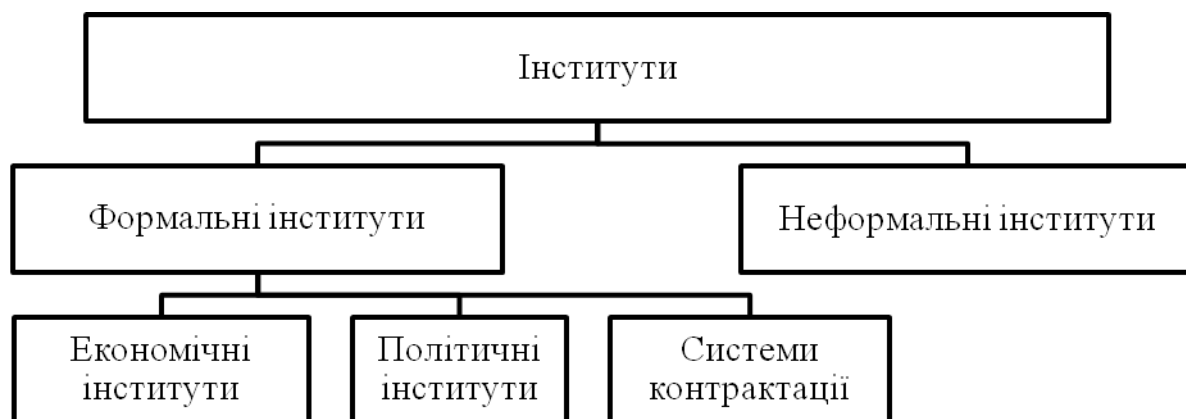 Інститути
Формальні інститути
Неформальні інститути
Економічні
інститути
Політичні
інститути
Системи
контрактації